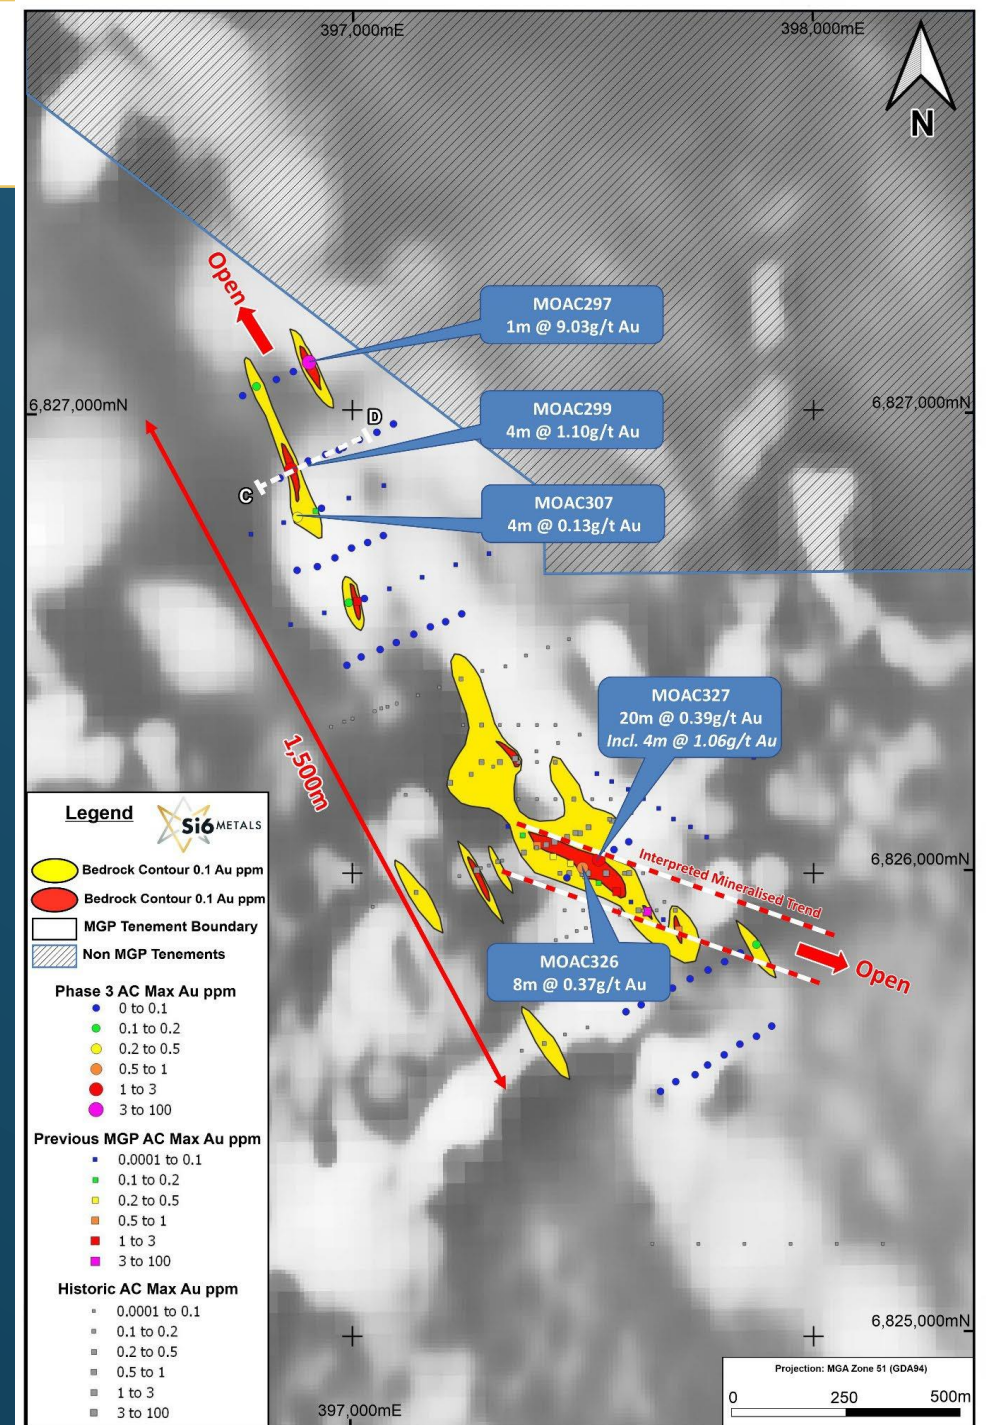 397,000mE
398,000mE
N
Open
MOAC297
1m @ 9.03g/t Au
6,827,000mN
MOAC299
4m @ 1.10g/t Au
6,827,000mN
D
C
MOAC307
4m @ 0.13g/t Au
MOAC327
20m @ 0.39g/t Au
Incl. 4m @ 1.06g/t Au
1,500m
Interpreted Mineralised Trend
6,826,000mN
Open
MOAC326
8m @ 0.37g/t Au
Legend
Si6 METALS
Bedrock Contour 0.1 Au ppm
Bedrock Contour 0.1 Au ppm
MGP Tenement Boundary
Non MGP Tenements
Phase 3 AC Max Au ppm
0 to 0.1
0.1 to 0.2
0.2 to 0.5
0.5 to 1
1 to 3
3 to 100
Previous MGP AC Max Au ppm
0.0001 to 0.1
0.1 to 0.2
0.2 to 0.5
0.5 to 1
1 to 3
3 to 100
Historic AC Max Au ppm
0.0001 to 0.1
0.1 to 0.2
0.2 to 0.5
0.5 to 1
1 to 3
3 to 100
6,825,000mN
397,000mE
Projection: MGA Zone 51 (GDA94)
0 250 500m